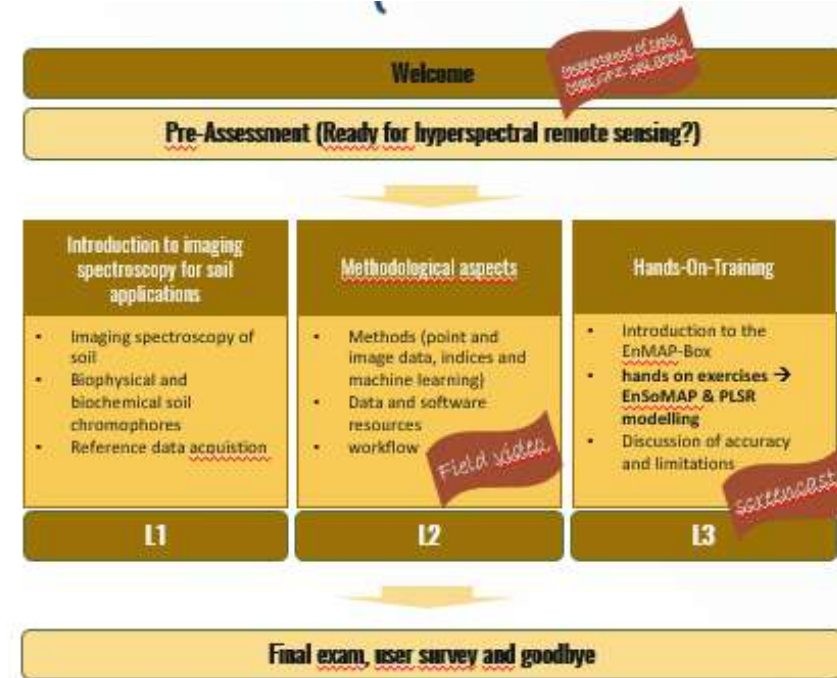 Welcome
Pre-Assessment (Ready for hyperspectral remote sensing?)
Introduction to imaging
spectroscopy for soil
applications
• Imaging spectroscopy of
soil
• Biophysical and
biochemical soil
chromophores
• Reference data acquistion
L1
Methodological aspects
• Methods (point and
image data, indices and
machine learning)
• Data and software
resources
• workflow
Field video
L2
Hands-On-Training
• Introduction to the
EnMAP-Box
• hands on exercises →
EnSoMAP & PLSR
modelling
• Discussion of accuracy
and limitations
screencast
L3
Final exam, user survey and goodbye